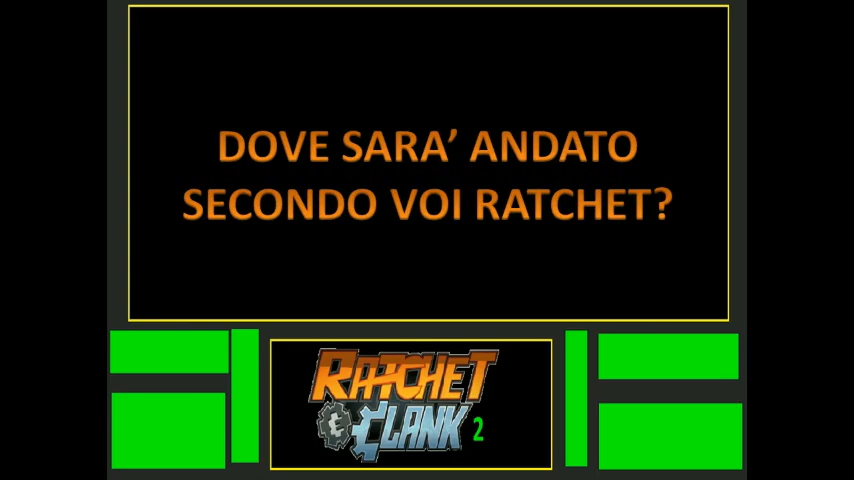 DOVE SARA’ ANDATO
SECONDO VOI RATCHET?
RATCHET
& CLANK 2